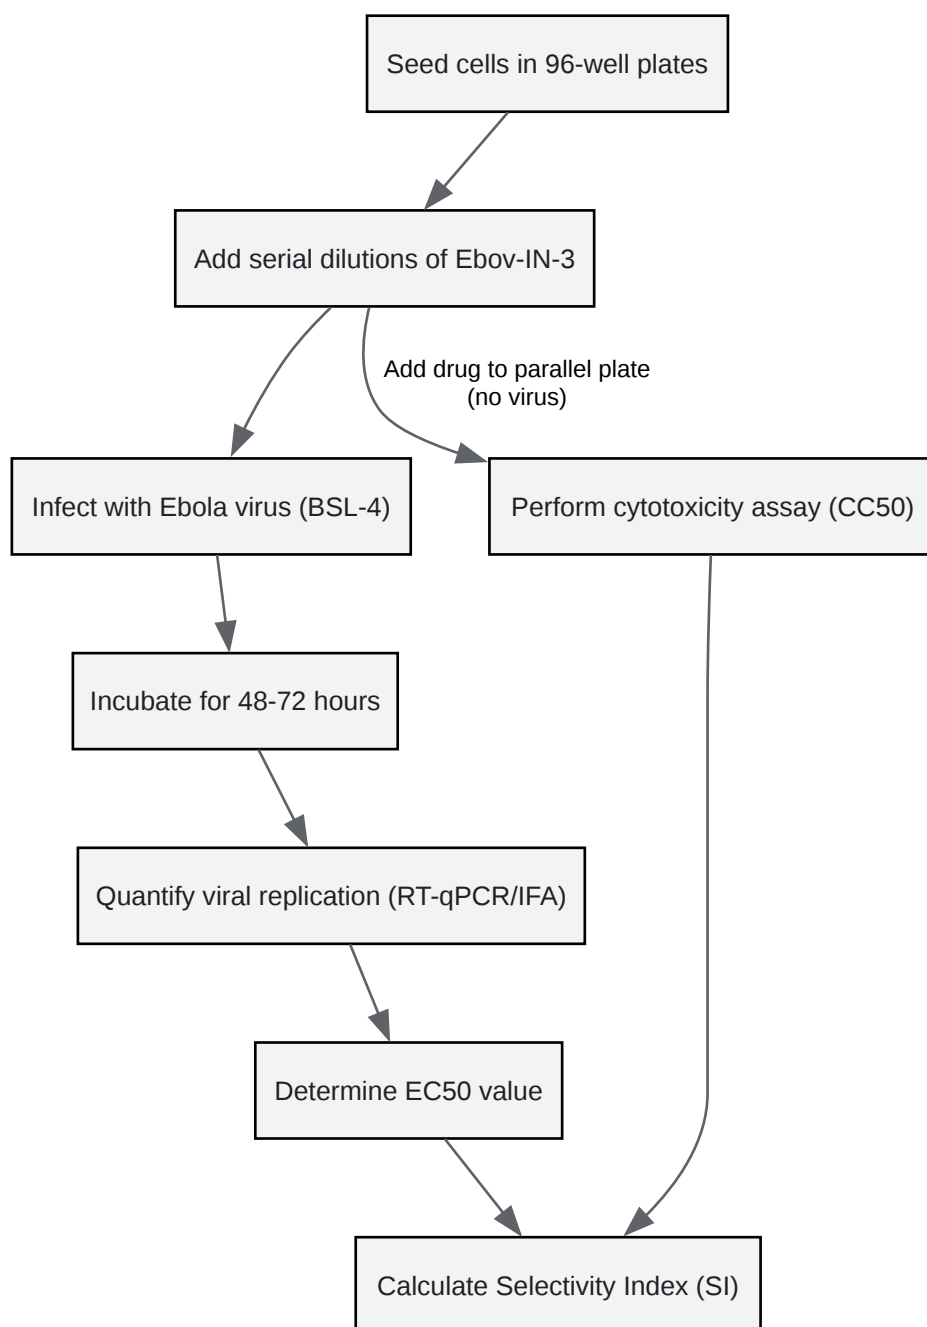 Seed cells in 96-well plates
Add serial dilutions of Ebov-IN-3
Add drug to parallel plate
(no virus)
Infect with Ebola virus (BSL-4)
Perform cytotoxicity assay (CC50)
Incubate for 48-72 hours
Quantify viral replication (RT-qPCR/IFA)
Determine EC50 value
Calculate Selectivity Index (SI)